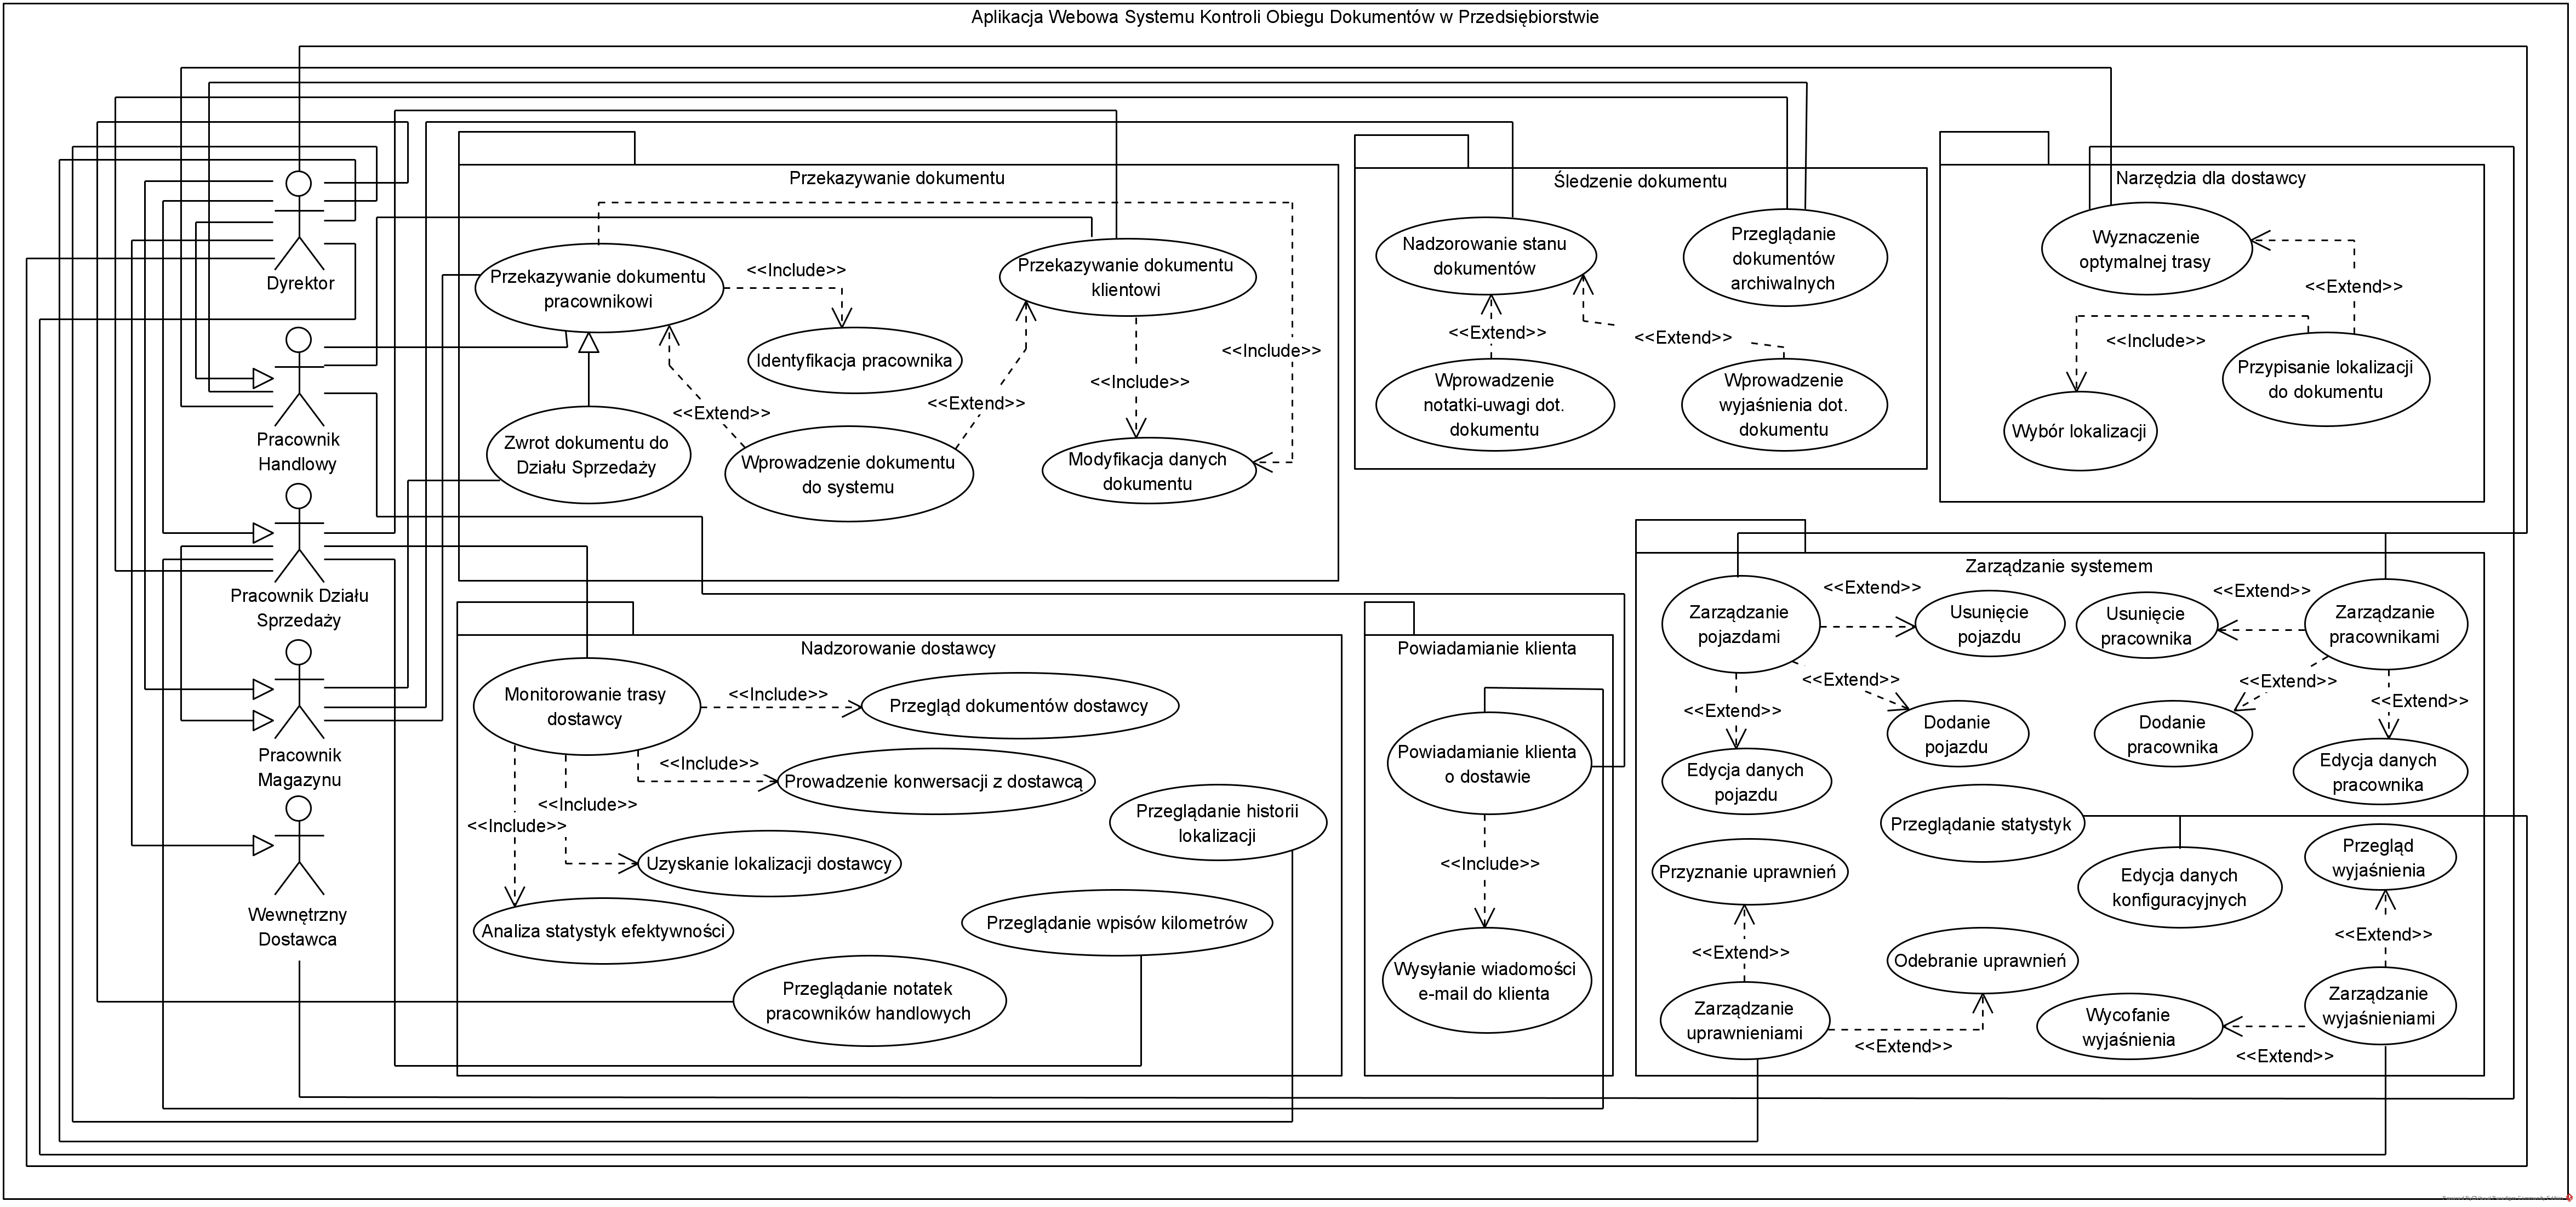 Aplikacja Webowa Systemu Kontroli Obiegu Dokumentów w Przedsiębiorstwie
Dyrektor
Pracownik
Handlowy
Pracownik Działu
Sprzedaży
Pracownik
Magazynu
Wewnętrzny
Dostawca
Przekazywanie dokumentu
Przekazywanie dokumentu
pracownikowi
<<Include>>
Przekazywanie dokumentu
klientowi
Identyfikacja pracownika
<<Include>>
<<Include>>
<<Extend>>
<<Extend>>
Zwrot dokumentu do
Działu Sprzedaży
Wprowadzenie dokumentu
do systemu
Modyfikacja danych
dokumentu
Śledzenie dokumentu
Nadzorowanie stanu
dokumentów
Przeglądanie
dokumentów
archiwalnych
<<Extend>>
<<Extend>>
Wprowadzenie
notatki-uwagi dot.
dokumentu
Wprowadzenie
wyjaśnienia dot.
dokumentu
Narzędzia dla dostawcy
Wyznaczenie
optymalnej trasy
<<Extend>>
<<Include>>
Przypisanie lokalizacji
do dokumentu
Wybór lokalizacji
Nadzorowanie dostawcy
Monitorowanie trasy
dostawcy
<<Include>>
Przegląd dokumentów dostawcy
<<Include>>
Prowadzenie konwersacji z dostawcą
<<Include>>
<<Include>>
Przeglądanie historii
lokalizacji
Uzyskanie lokalizacji dostawcy
Analiza statystyk efektywności
Przeglądanie wpisów kilometrów
Przeglądanie notatek
pracowników handlowych
Powiadamianie klienta
Powiadamianie klienta
o dostawie
<<Include>>
Wysyłanie wiadomości
e-mail do klienta
Zarządzanie systemem
Zarządzanie
pojazdami
<<Extend>>
Usunięcie
pojazdu
Usunięcie
pracownika
<<Extend>>
Zarządzanie
pracownikami
<<Extend>>
<<Extend>>
<<Extend>>
<<Extend>>
Dodanie
pojazdu
Dodanie
pracownika
Edycja danych
pojazdu
Edycja danych
pracownika
Przeglądanie statystyk
Przyznanie uprawnień
Edycja danych
konfiguracyjnych
Przegląd
wyjaśnienia
<<Extend>>
<<Extend>>
Odebranie uprawnień
Zarządzanie
uprawnieniami
<<Extend>>
Wycofanie
wyjaśnienia
Zarządzanie
wyjaśnieniami
<<Extend>>